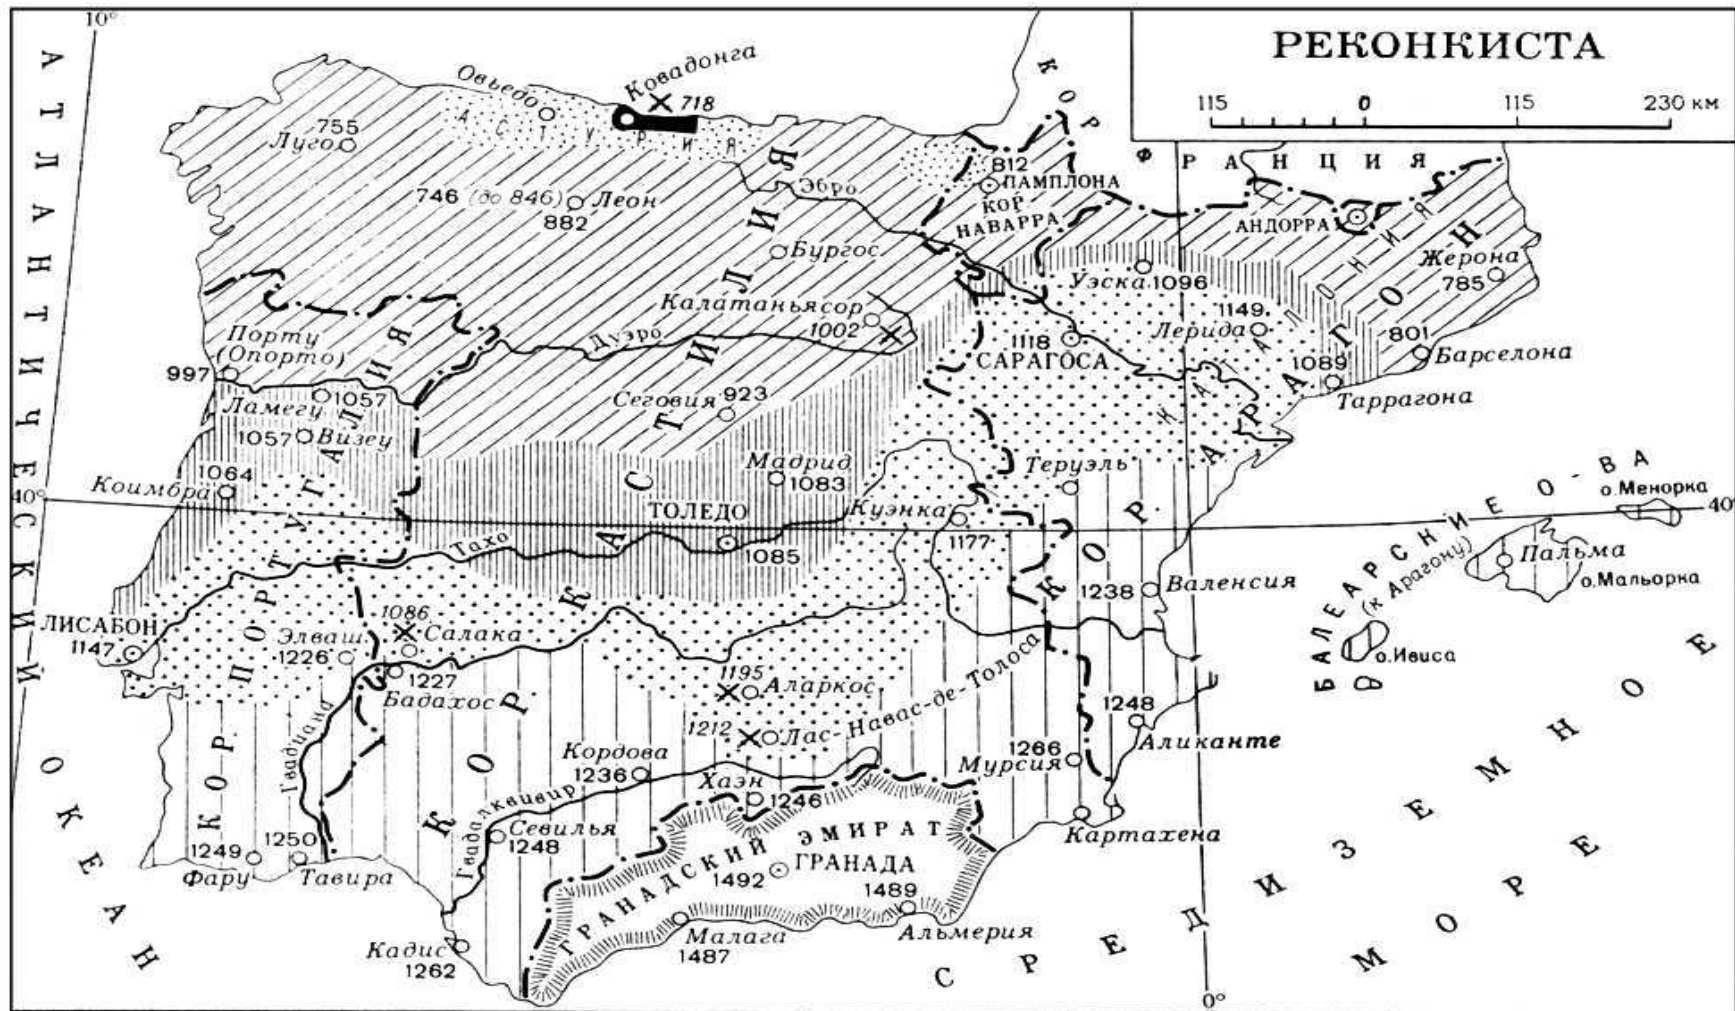 РЕКОНКИСТА
115 0 115 230 км
10°
АТЛАНТИЧЕСКИЙ
ОКЕАН
Овьедо
Ковадонга
718
АСТУРИЯ
755
Луго
746 (до 846) Леон
882
Бургос
Эбро
812
ПАМПЛОНА
КОР.
НАВАРРА
КОР.
ФРАНЦИЯ
АНДОРРА
Жерона
785
Уэска 1096
Калатаньясор
1002
Дуэро
Порту
(Опорто)
997
1057
Ламегу
1057 Визеу
Сеговия 923
1118
САРАГОСА
1149
Лерида
КАТАЛОНИЯ
801
Барселона
1089
Таррагона
1064
Коимбра
40°
Мадрид
1083
ТОЛЕДО
1085
Тахо
Куэнка
1177
Теруэль
КОР. АРАГОН
КОР. КАСТИЛИЯ
КОР. ПОРТУГАЛИЯ
БАЛЕАРСКИЕ О-ВА
(к Арагону)
о.Менорка
40°
Пальма
о.Мальорка
о.Ивиса
1238 Валенсия
ЛИСАБОН
1147
Элваш
1226
1086
Салака
1227
Бадахос
1195
Аларкос
1212 Лас-Навас-де-Толоса
1248
Аликанте
Гвадиана
Кордова
1236
Хаэн
1246
1266
Мурсия
Картахена
Гвадалквивир
Севилья
1248
1249
Фару
1250
Тавира
ГРАНАДСКИЙ ЭМИРАТ
ГРАНАДА
1492
1489
Альмерия
Малага
1487
Кадис
1262
СРЕДИЗЕМНОЕ
МОРЕ
0°